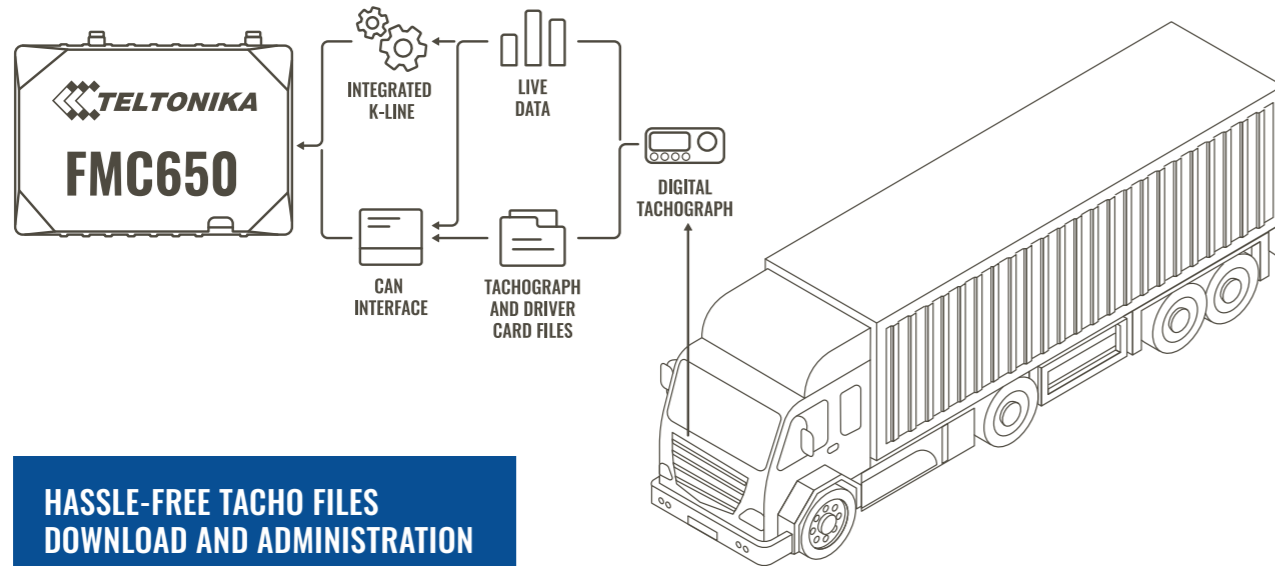 TELTONIKA
FMC650
INTEGRATED
K-LINE
LIVE
DATA
DIGITAL
TACHOGRAPH
CAN
INTERFACE
TACHOGRAPH
AND DRIVER
CARD FILES
HASSLE-FREE TACHO FILES
DOWNLOAD AND ADMINISTRATION